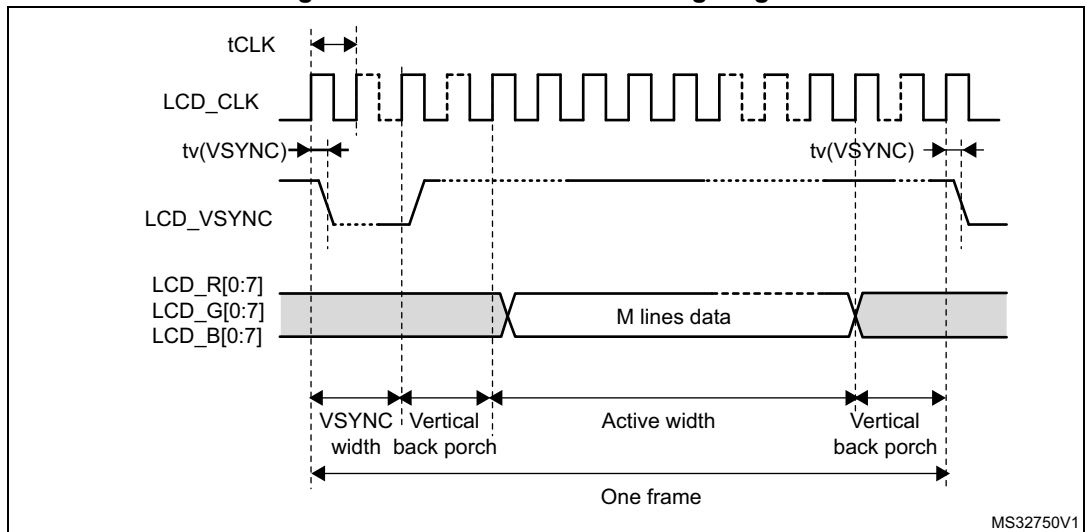 tCLK
LCD_CLK
tv(VSYNC)
tv(VSYNC)
LCD_VSYNC
LCD_R[0:7]
LCD_G[0:7]
LCD_B[0:7]
M lines data
VSYNC
width
Vertical
back porch
Active width
Vertical
back porch
One frame
MS32750V1